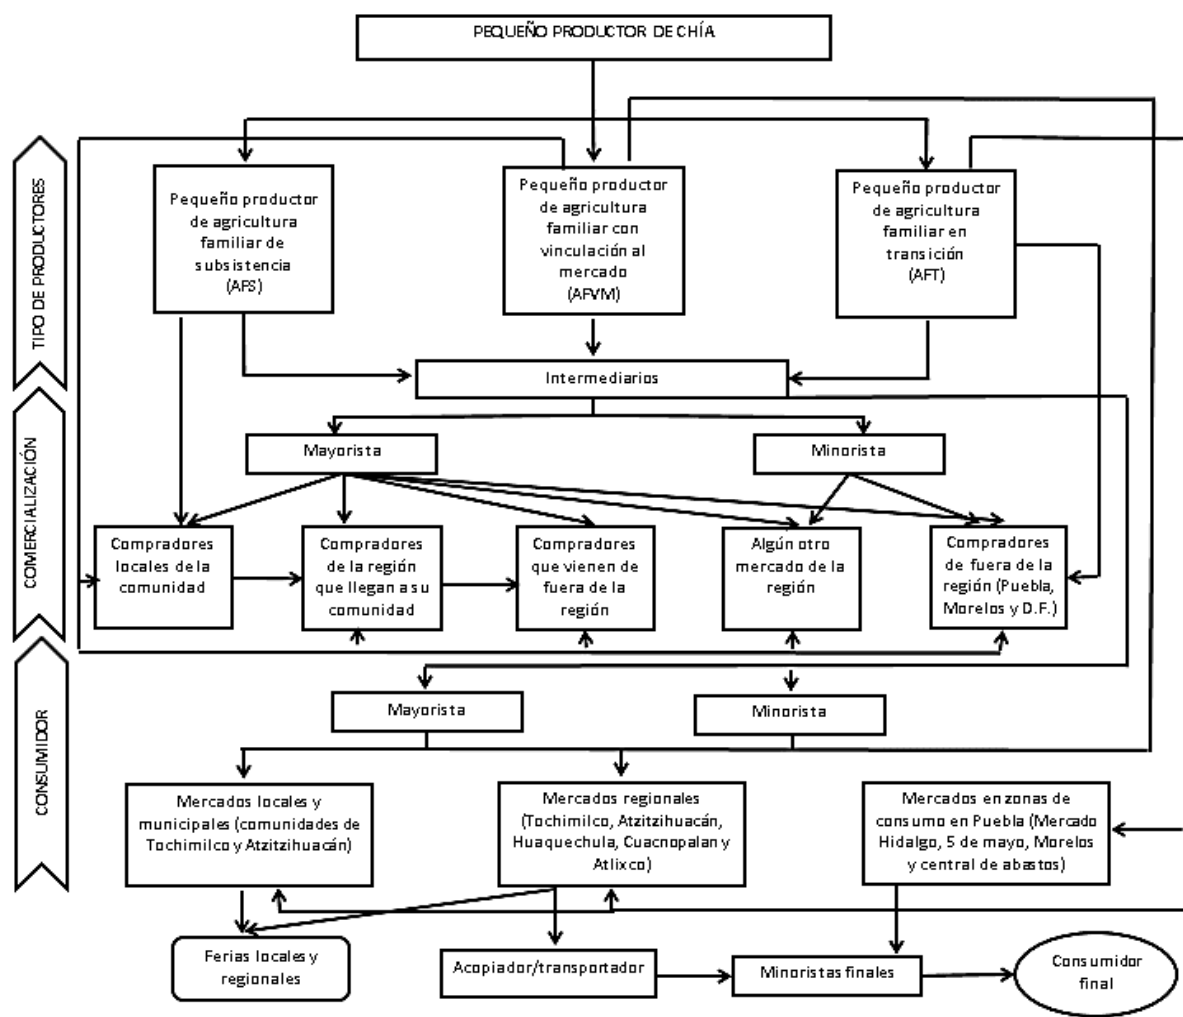 PEQUEÑO PRODUCTOR DE CHÍA
TIPO DE PRODUCTORES
Pequeño productor
de agricultura
familiar de
subsistencia
(AFS)
Pequeño productor
de agricultura
familiar con
vinculación al
mercado
(AFVM)
Pequeño productor
de agricultura
familiar en
transición
(AFT)
Intermediarios
COMERCIALIZACIÓN
Mayorista
Minorista
Compradores
locales de la
comunidad
Compradores
de la región
que llegan a su
comunidad
Compradores
que vienen de
fuera de la
región
Algún otro
mercado de la
región
Compradores
de fuera de la
región (Puebla,
Morelos y D.F.)
CONSUMIDOR
Mayorista
Minorista
Mercados locales y
municipales (comunidades de
Tochimilco y Atzitzihuacán)
Mercados regionales
(Tochimilco, Atzitzihuacán,
Huaquechula, Cuacnopalan y
Atlixco)
Mercados en zonas de
consumo en Puebla (Mercado
Hidalgo, 5 de mayo, Morelos
y central de abastos)
Ferias locales y
regionales
Acopiador/transportador
Minoristas finales
Consumidor
final